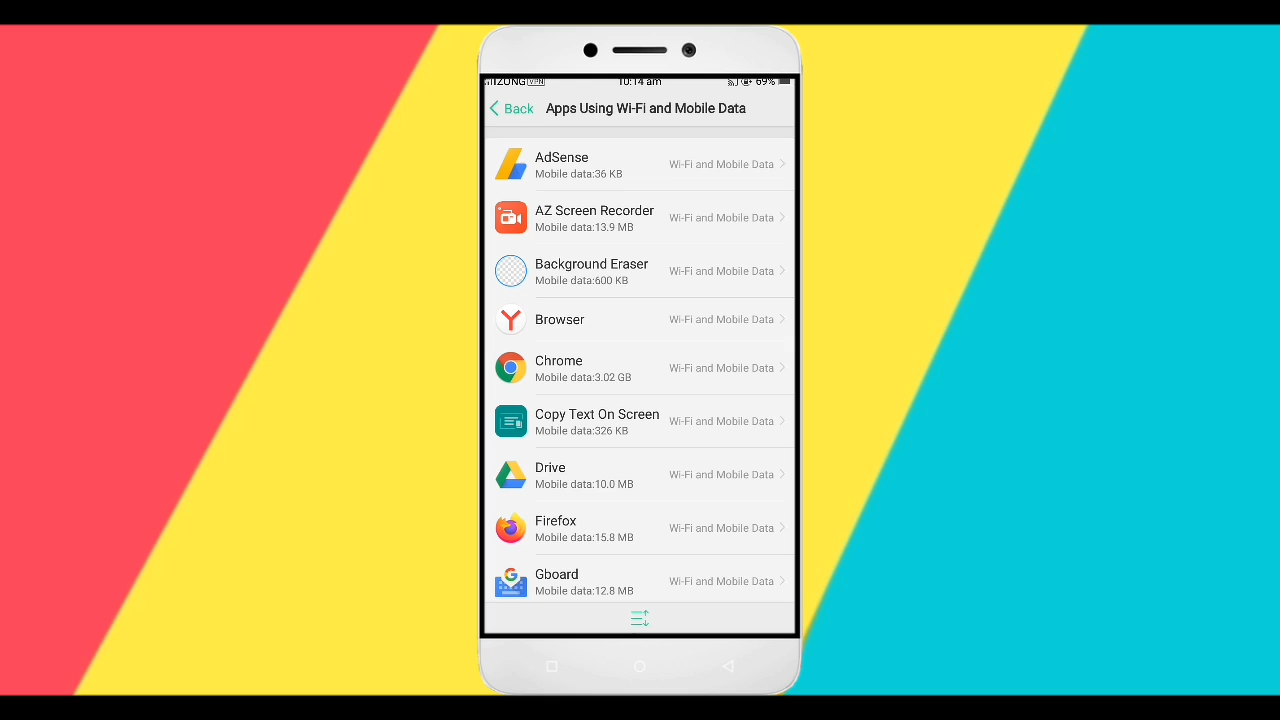 ZONG VPN 10:14 am 69%
Back Apps Using Wi-Fi and Mobile Data
AdSense
Mobile data:36 KB
Wi-Fi and Mobile Data
AZ Screen Recorder
Mobile data:13.9 MB
Wi-Fi and Mobile Data
Background Eraser
Mobile data:600 KB
Wi-Fi and Mobile Data
Browser
Wi-Fi and Mobile Data
Chrome
Mobile data:3.02 GB
Wi-Fi and Mobile Data
Copy Text On Screen
Mobile data:326 KB
Wi-Fi and Mobile Data
Drive
Mobile data:10.0 MB
Wi-Fi and Mobile Data
Firefox
Mobile data:15.8 MB
Wi-Fi and Mobile Data
Gboard
Mobile data:12.8 MB
Wi-Fi and Mobile Data